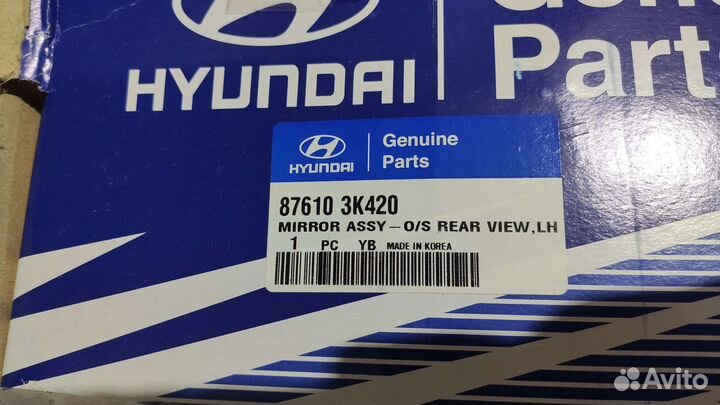 HYUNDAI
Genuine
Parts
HYUNDAI
Genuine
Parts
87610 3K420
MIRROR ASSY-O/S REAR VIEW,LH
1 PC YB MADE IN KOREA
Avito